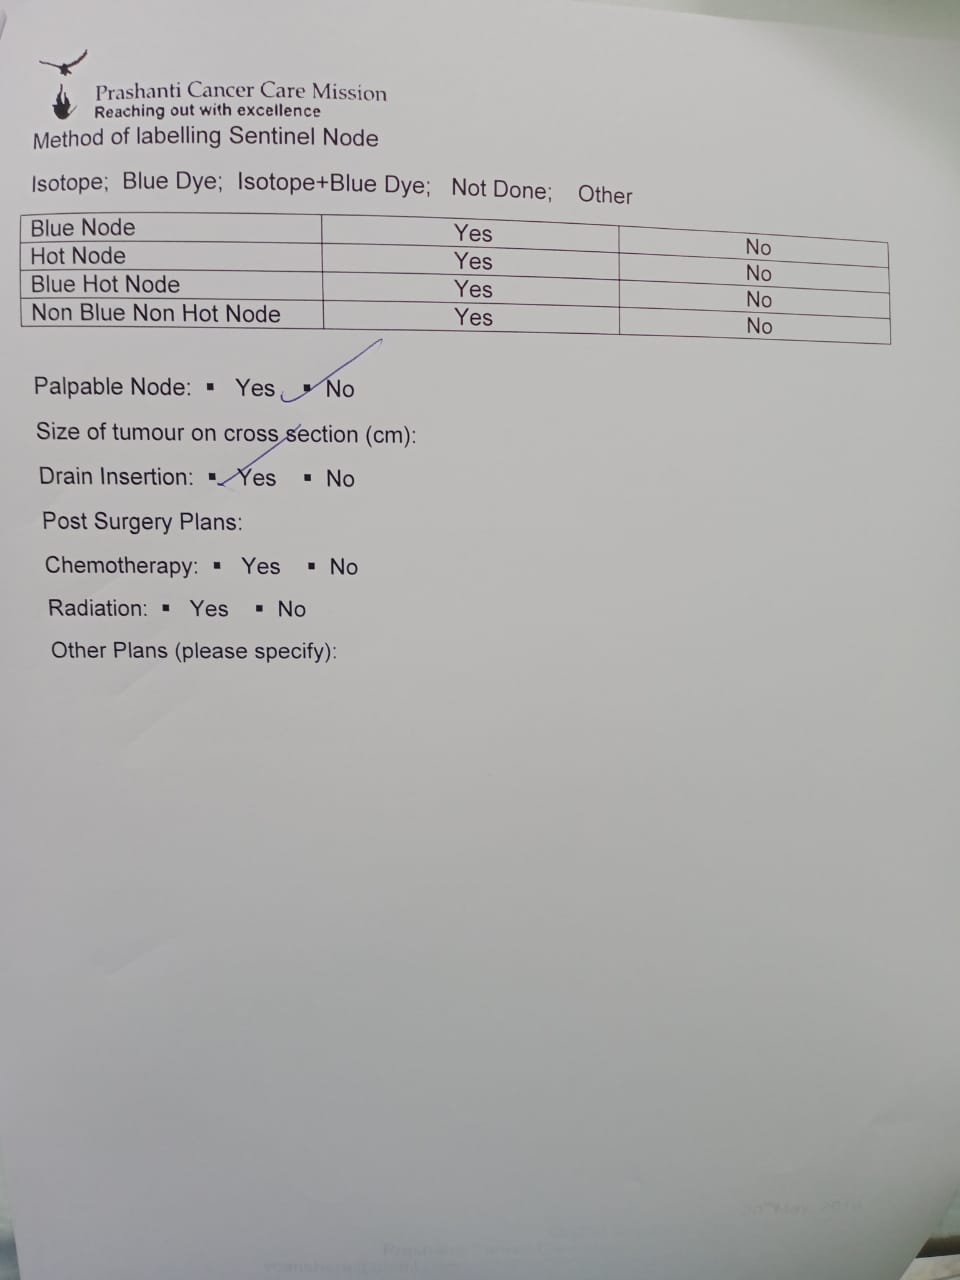 Prashanti Cancer Care Mission
Reaching out with excellence
Method of labelling Sentinel Node
Isotope; Blue Dye; Isotope+Blue Dye; Not Done; Other
Blue Node Yes No
Hot Node Yes No
Blue Hot Node Yes No
Non Blue Non Hot Node Yes No
Palpable Node: ▪ Yes ▪ No
Size of tumour on cross section (cm):
Drain Insertion: ▪ Yes ▪ No
Post Surgery Plans:
Chemotherapy: ▪ Yes ▪ No
Radiation: ▪ Yes ▪ No
Other Plans (please specify):